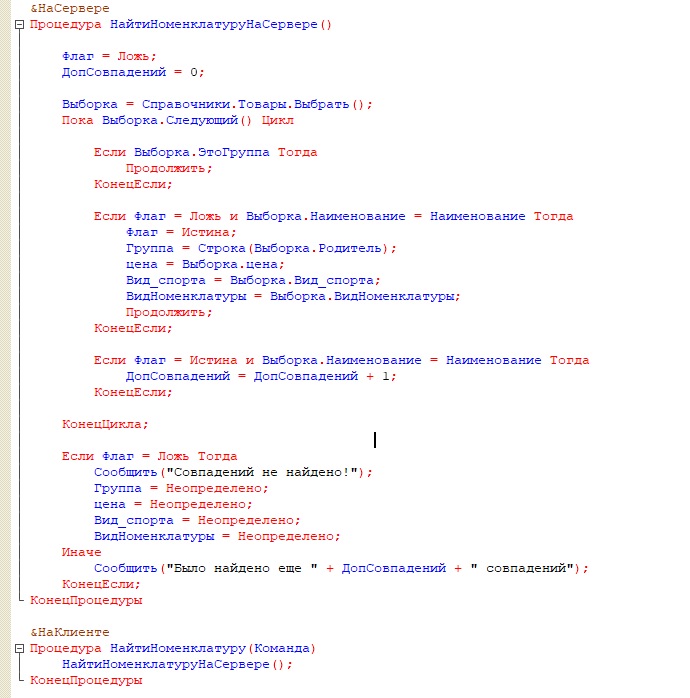 &НаСервере
Процедура НайтиНоменклатуруНаСервере()
Флаг = Ложь;
ДопСовпадений = 0;
Выборка = Справочники.Товары.Выбрать();
Пока Выборка.Следующий() Цикл
Если Выборка.ЭтоГруппа Тогда
Продолжить;
КонецЕсли;
Если Флаг = Ложь и Выборка.Наименование = Наименование Тогда
Флаг = Истина;
Группа = Строка(Выборка.Родитель);
цена = Выборка.цена;
Вид_спорта = Выборка.Вид_спорта;
ВидНоменклатуры = Выборка.ВидНоменклатуры;
Продолжить;
КонецЕсли;
Если Флаг = Истина и Выборка.Наименование = Наименование Тогда
ДопСовпадений = ДопСовпадений + 1;
КонецЕсли;
КонецЦикла;
Если Флаг = Ложь Тогда
Сообщить("Совпадений не найдено!");
Группа = Неопределено;
цена = Неопределено;
Вид_спорта = Неопределено;
ВидНоменклатуры = Неопределено;
Иначе
Сообщить("Было найдено еще " + ДопСовпадений + " совпадений");
КонецЕсли;
КонецПроцедуры
&НаКлиенте
Процедура НайтиНоменклатуру(Команда)
НайтиНоменклатуруНаСервере();
КонецПроцедуры